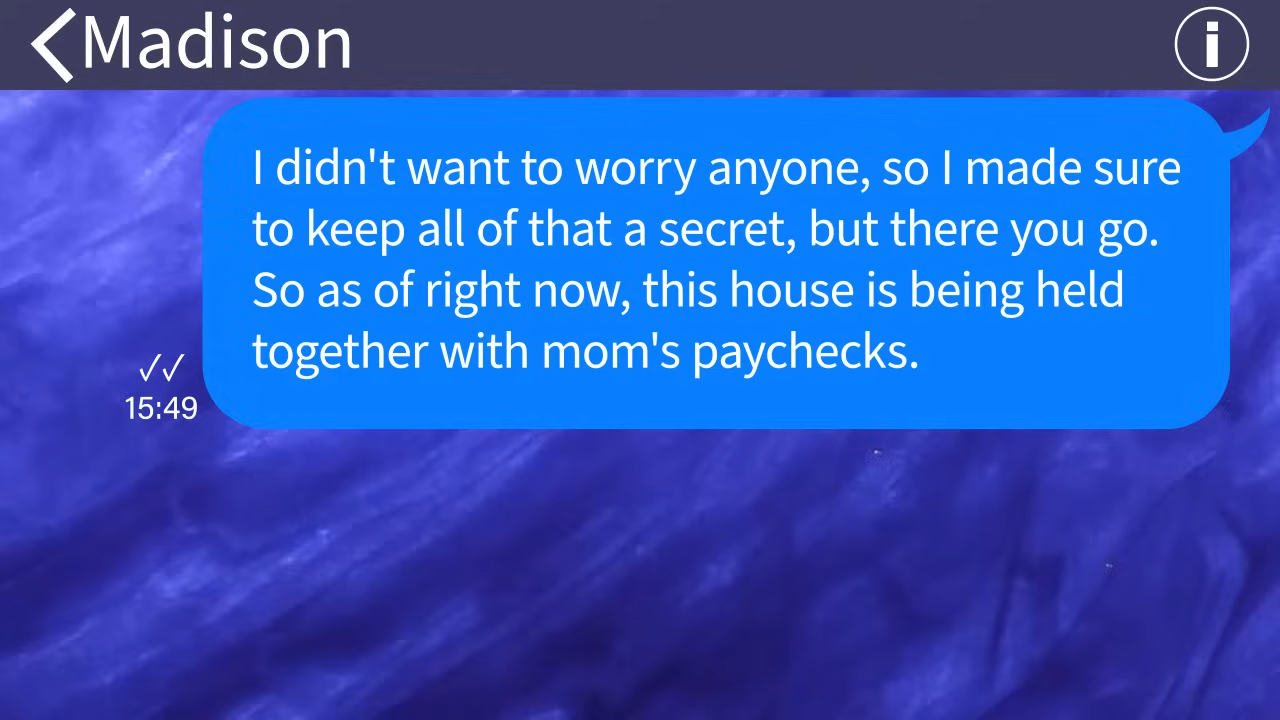 Madison
I didn't want to worry anyone, so I made sure
to keep all of that a secret, but there you go.
So as of right now, this house is being held
together with mom's paychecks.
✓✓
15:49